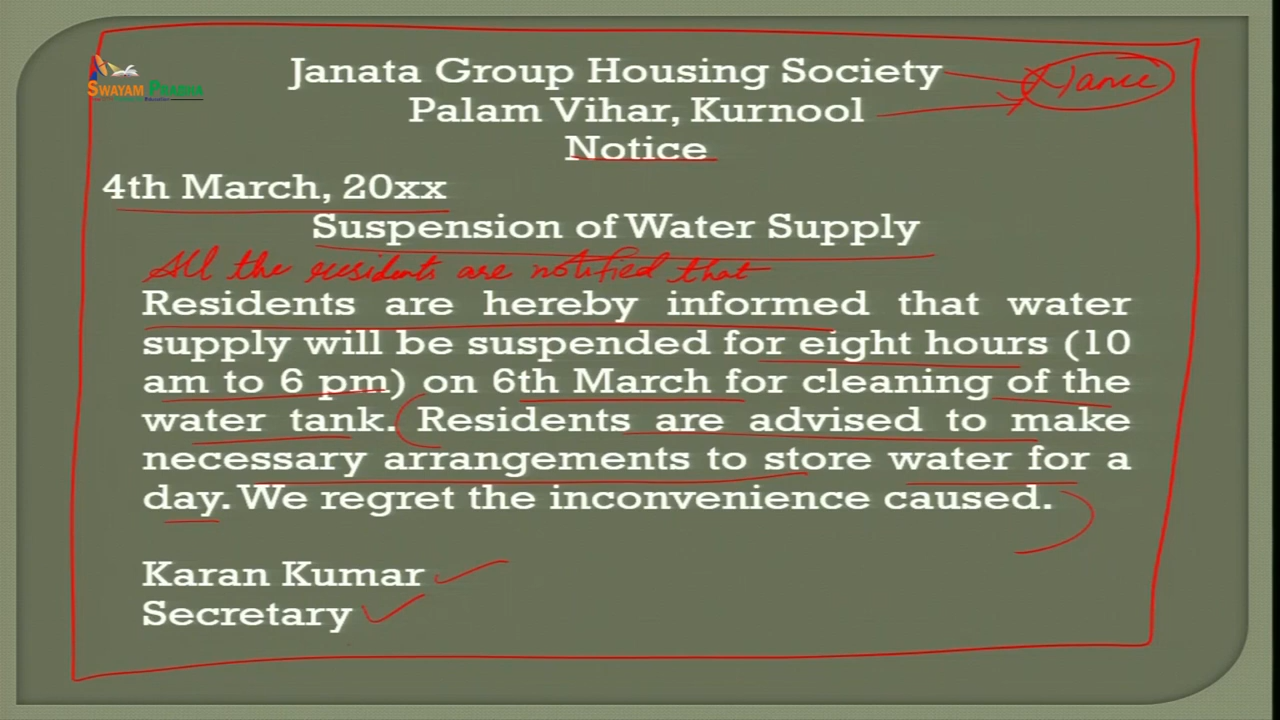 SWAYAM PRABHA
Janata Group Housing Society
Name
Palam Vihar, Kurnool
Notice
4th March, 20xx
Suspension of Water Supply
All the residents are notified that
Residents are hereby informed that water
supply will be suspended for eight hours (10
am to 6 pm) on 6th March for cleaning of the
water tank. Residents are advised to make
necessary arrangements to store water for a
day. We regret the inconvenience caused.
Karan Kumar
Secretary